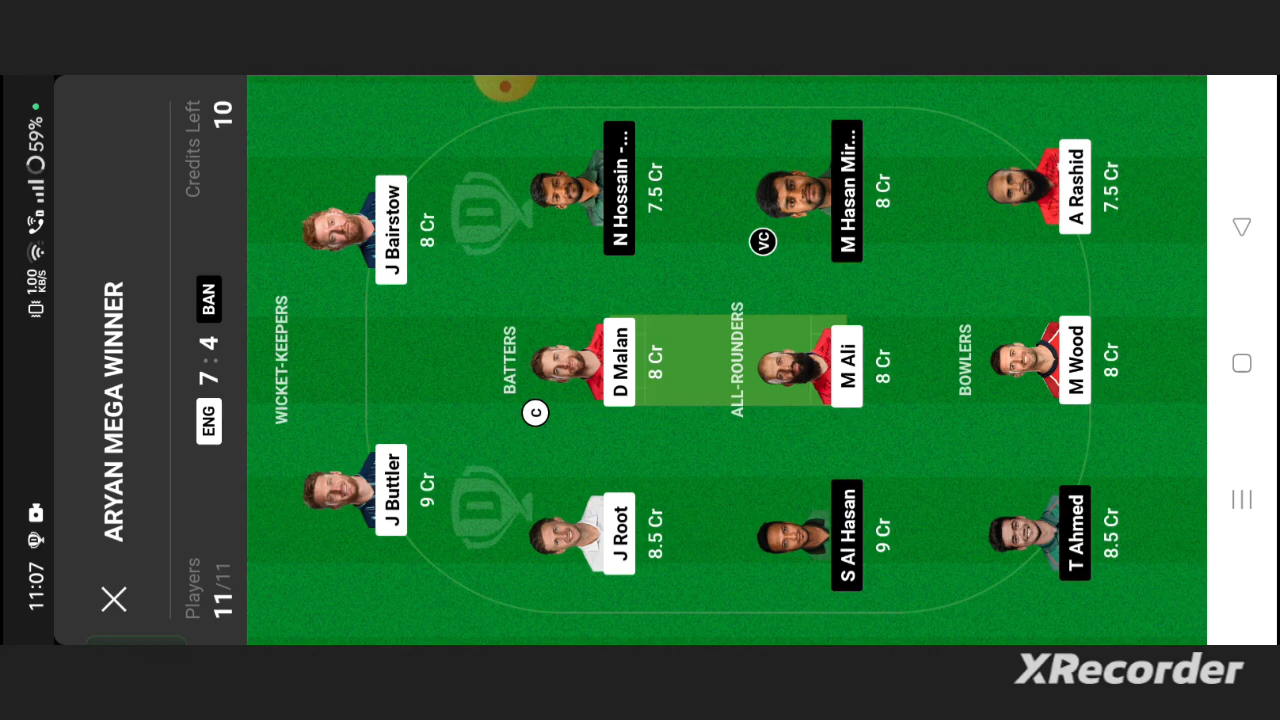 11:07
1.00
KB/S
59%
ARYAN MEGA WINNER
Players
11/11
ENG 7 : 4 BAN
Credits Left
10
WICKET-KEEPERS
J Buttler
9 Cr
J Bairstow
8 Cr
BATTERS
J Root
8.5 Cr
C
D Malan
8 Cr
N Hossain -...
7.5 Cr
ALL-ROUNDERS
S Al Hasan
9 Cr
M Ali
8 Cr
VC
M Hasan Mir...
8 Cr
BOWLERS
T Ahmed
8.5 Cr
M Wood
8 Cr
A Rashid
7.5 Cr
XRecorder